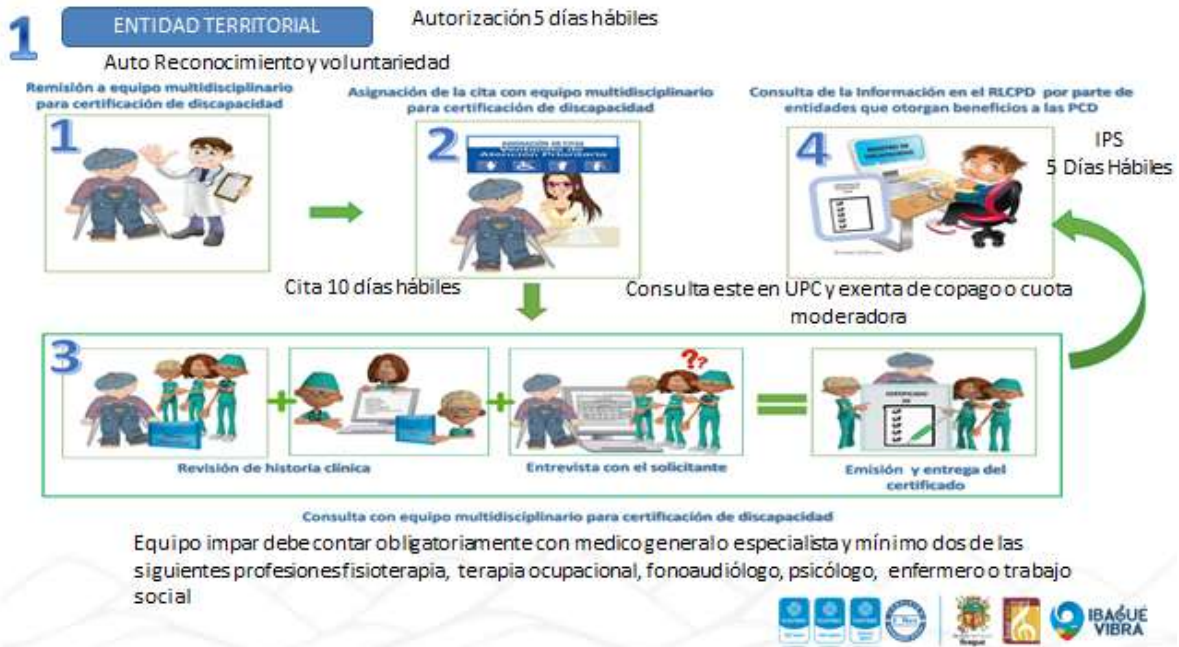 1
ENTIDAD TERRITORIAL
Autorización 5 días hábiles
Auto Reconocimiento y voluntariedad
Remisión a equipo multidisciplinario
para certificación de discapacidad
Asignación de la cita con equipo multidisciplinario
para certificación de discapacidad
Consulta de la Información en el RLCPD por parte de
entidades que otorgan beneficios a las PCD
1
2
Atención Prioritaria
4
IPS
5 Días Hábiles
Cita 10 días hábiles
Consulta este en UPC y exenta de copago o cuota
moderadora
3
??
CERTIFICADO
DE
Revisión de historia clínica
Entrevista con el solicitante
Emisión y entrega del
certificado
Consulta con equipo multidisciplinario para certificación de discapacidad
Equipo impar debe contar obligatoriamente con medico general o especialista y mínimo dos de las
siguientes profesiones fisioterapia, terapia ocupacional, fonoaudiólogo, psicólogo, enfermero o trabajo
social
Ibagué
IBAGUÉ
VIBRA